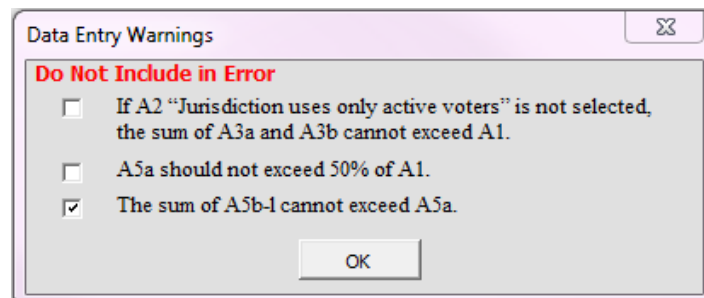 Data Entry Warnings
Do Not Include in Error
If A2 “Jurisdiction uses only active voters” is not selected,
the sum of A3a and A3b cannot exceed A1.
A5a should not exceed 50% of A1.
The sum of A5b-l cannot exceed A5a.
OK